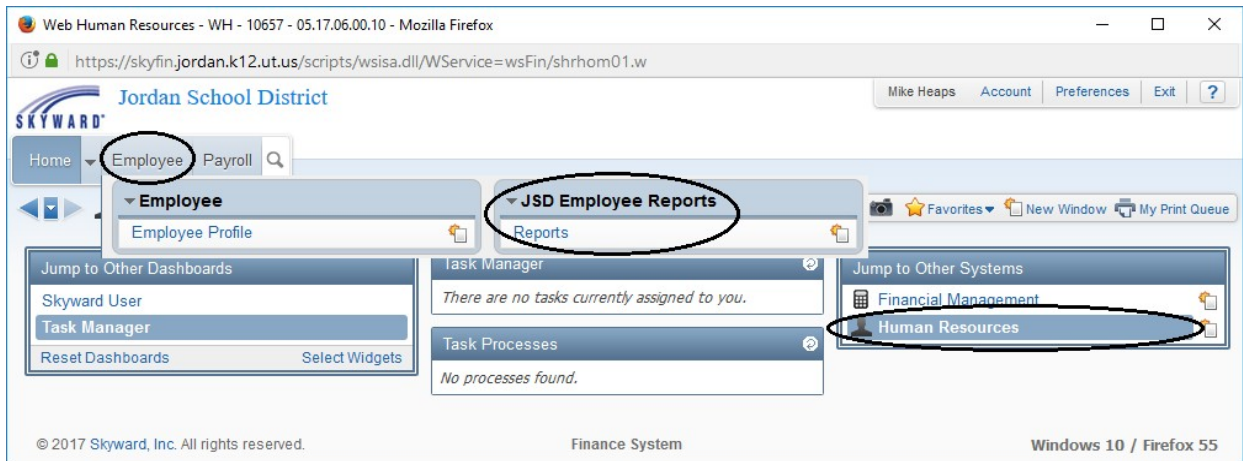 Web Human Resources - WH - 10657 - 05.17.06.00.10 - Mozilla Firefox
https://skyfin.jordan.k12.ut.us/scripts/wsisa.dll/WService=wsFin/shrhom01.w
SKYWARD
Jordan School District
Mike Heaps Account Preferences Exit ?
Home Employee Payroll
Employee
JSD Employee Reports
Favorites New Window My Print Queue
Employee Profile
Reports
Jump to Other Dashboards
Skyward User
Task Manager
Reset Dashboards Select Widgets
Task Manager
There are no tasks currently assigned to you.
Task Processes
No processes found.
Jump to Other Systems
Financial Management
Human Resources
© 2017 Skyward, Inc. All rights reserved. Finance System Windows 10 / Firefox 55